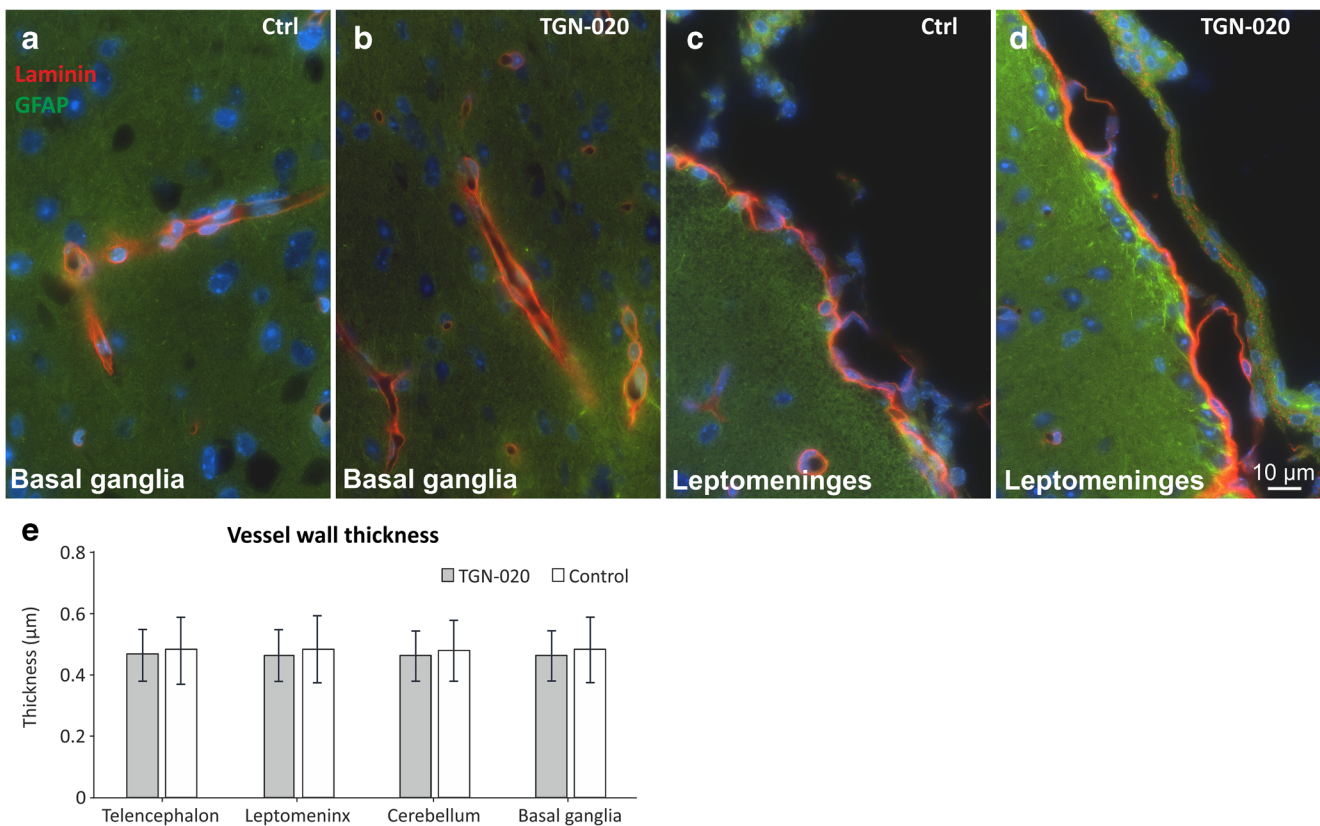 a
Ctrl
Laminin
GFAP
Basal ganglia
b
TGN-020
Basal ganglia
c
Ctrl
Leptomeninges
d
TGN-020
Leptomeninges
10 µm
e
Vessel wall thickness
TGN-020
Control
Thickness (µm)
0.8
0.6
0.4
0.2
0
Telencephalon
Leptomeninx
Cerebellum
Basal ganglia